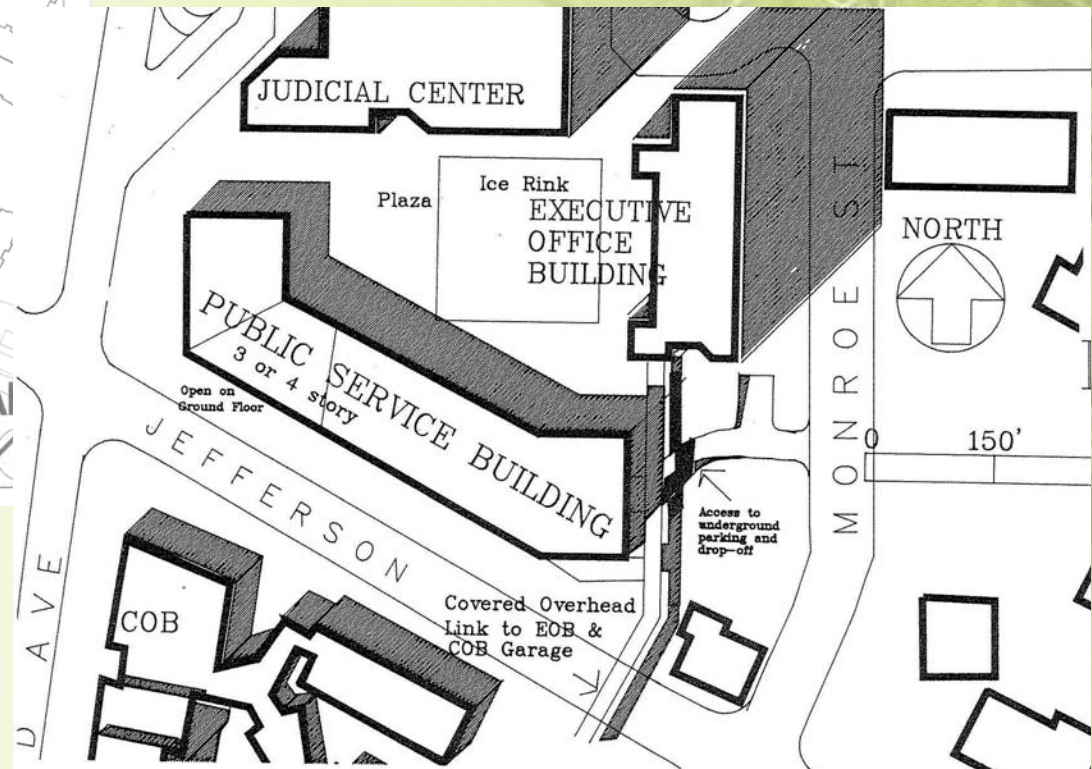 JUDICIAL CENTER
Plaza
Ice Rink
EXECUTIVE
OFFICE
BUILDING
MONROE ST
NORTH
0 150'
PUBLIC SERVICE BUILDING
3 or 4 story
Open on
Ground Floor
JEFFERSON
Access to
underground
parking and
drop-off
Covered Overhead
Link to EOB &
COB Garage
COB
D AVE